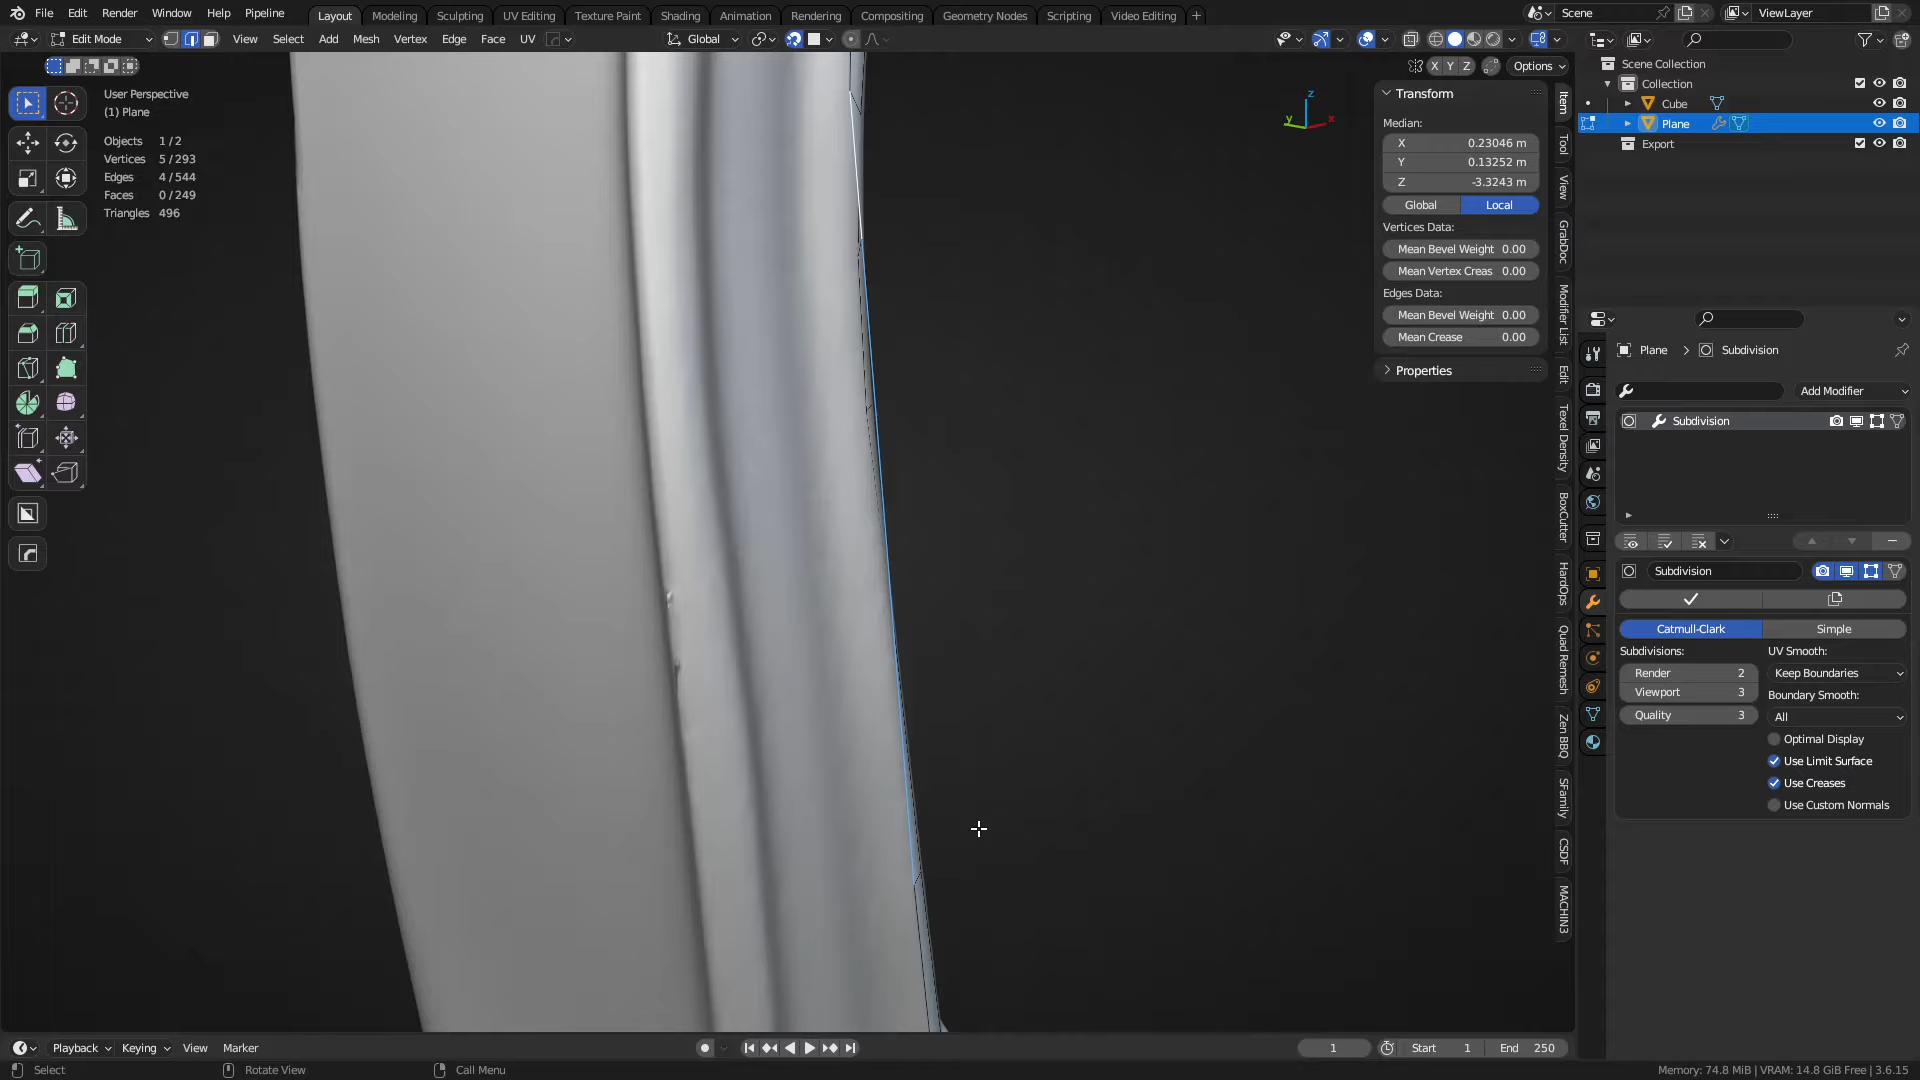 File Edit Render Window Help Pipeline Layout Modeling Sculpting UV Editing Texture Paint Shading Animation Rendering Compositing Geometry Nodes Scripting Video Editing + Scene ViewLayer
Edit Mode View Select Add Mesh Vertex Edge Face UV Global
X Y Z Options
User Perspective
(1) Plane
Objects 1 / 2
Vertices 5 / 293
Edges 4 / 544
Faces 0 / 249
Triangles 496
z
y
x
Transform
Median:
X 0.23046 m
Y 0.13252 m
Z -3.3243 m
Global Local
Vertices Data:
Mean Bevel Weight 0.00
Mean Vertex Creas 0.00
Edges Data:
Mean Bevel Weight 0.00
Mean Crease 0.00
Properties
Item
Tool
View
GrabDoc
Modifier List
Edit
Texel Density
BoxCutter
HardOps
Quad Remesh
Zen BBQ
SFamily
CSDF
MACHIN3
Scene Collection
Collection
Cube
Plane
Export
Plane Subdivision
Add Modifier
Subdivision
Subdivision
Catmull-Clark Simple
Subdivisions: UV Smooth:
Render 2 Keep Boundaries
Viewport 3 Boundary Smooth:
Quality 3 All
Optimal Display
Use Limit Surface
Use Creases
Use Custom Normals
Playback Keying View Marker 1 Start 1 End 250
Select Rotate View Call Menu Memory: 74.8 MiB | VRAM: 14.8 GiB Free | 3.6.15